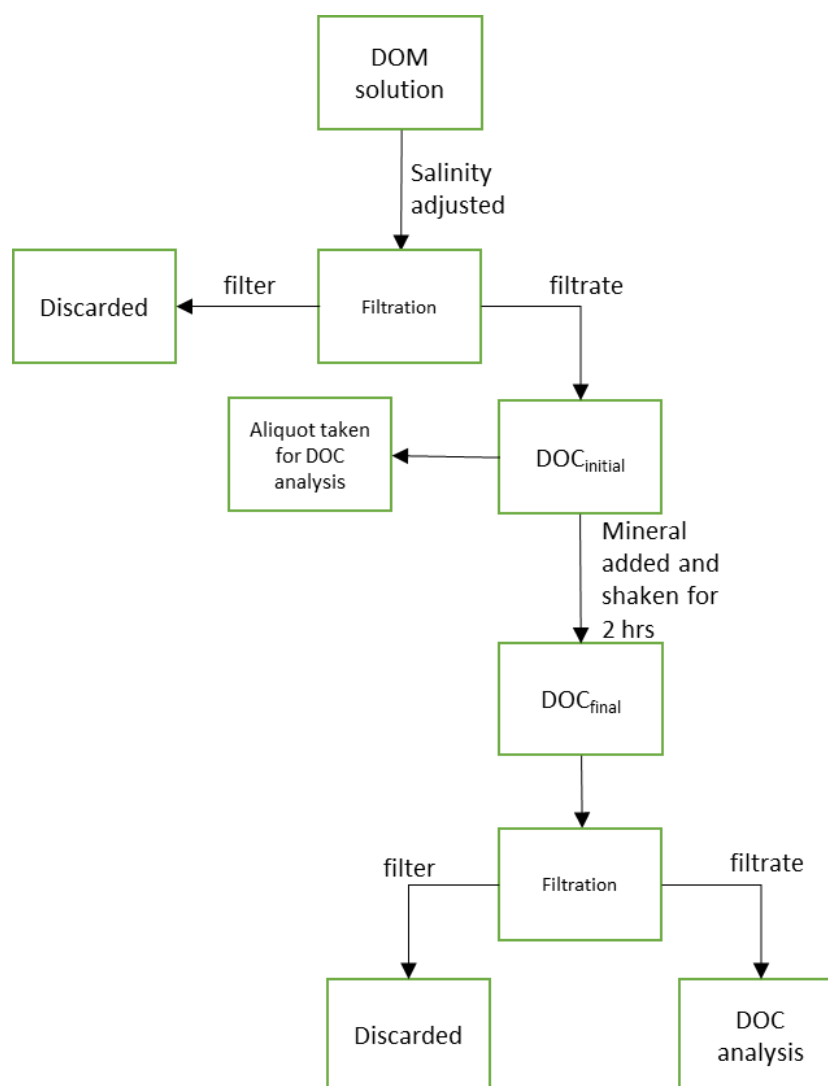 DOM
solution
Salinity
adjusted
filter
filtrate
Discarded
Filtration
Aliquot taken
for DOC
analysis
DOCinitial
Mineral
added and
shaken for
2 hrs
DOCfinal
filter
filtrate
Filtration
Discarded
DOC
analysis